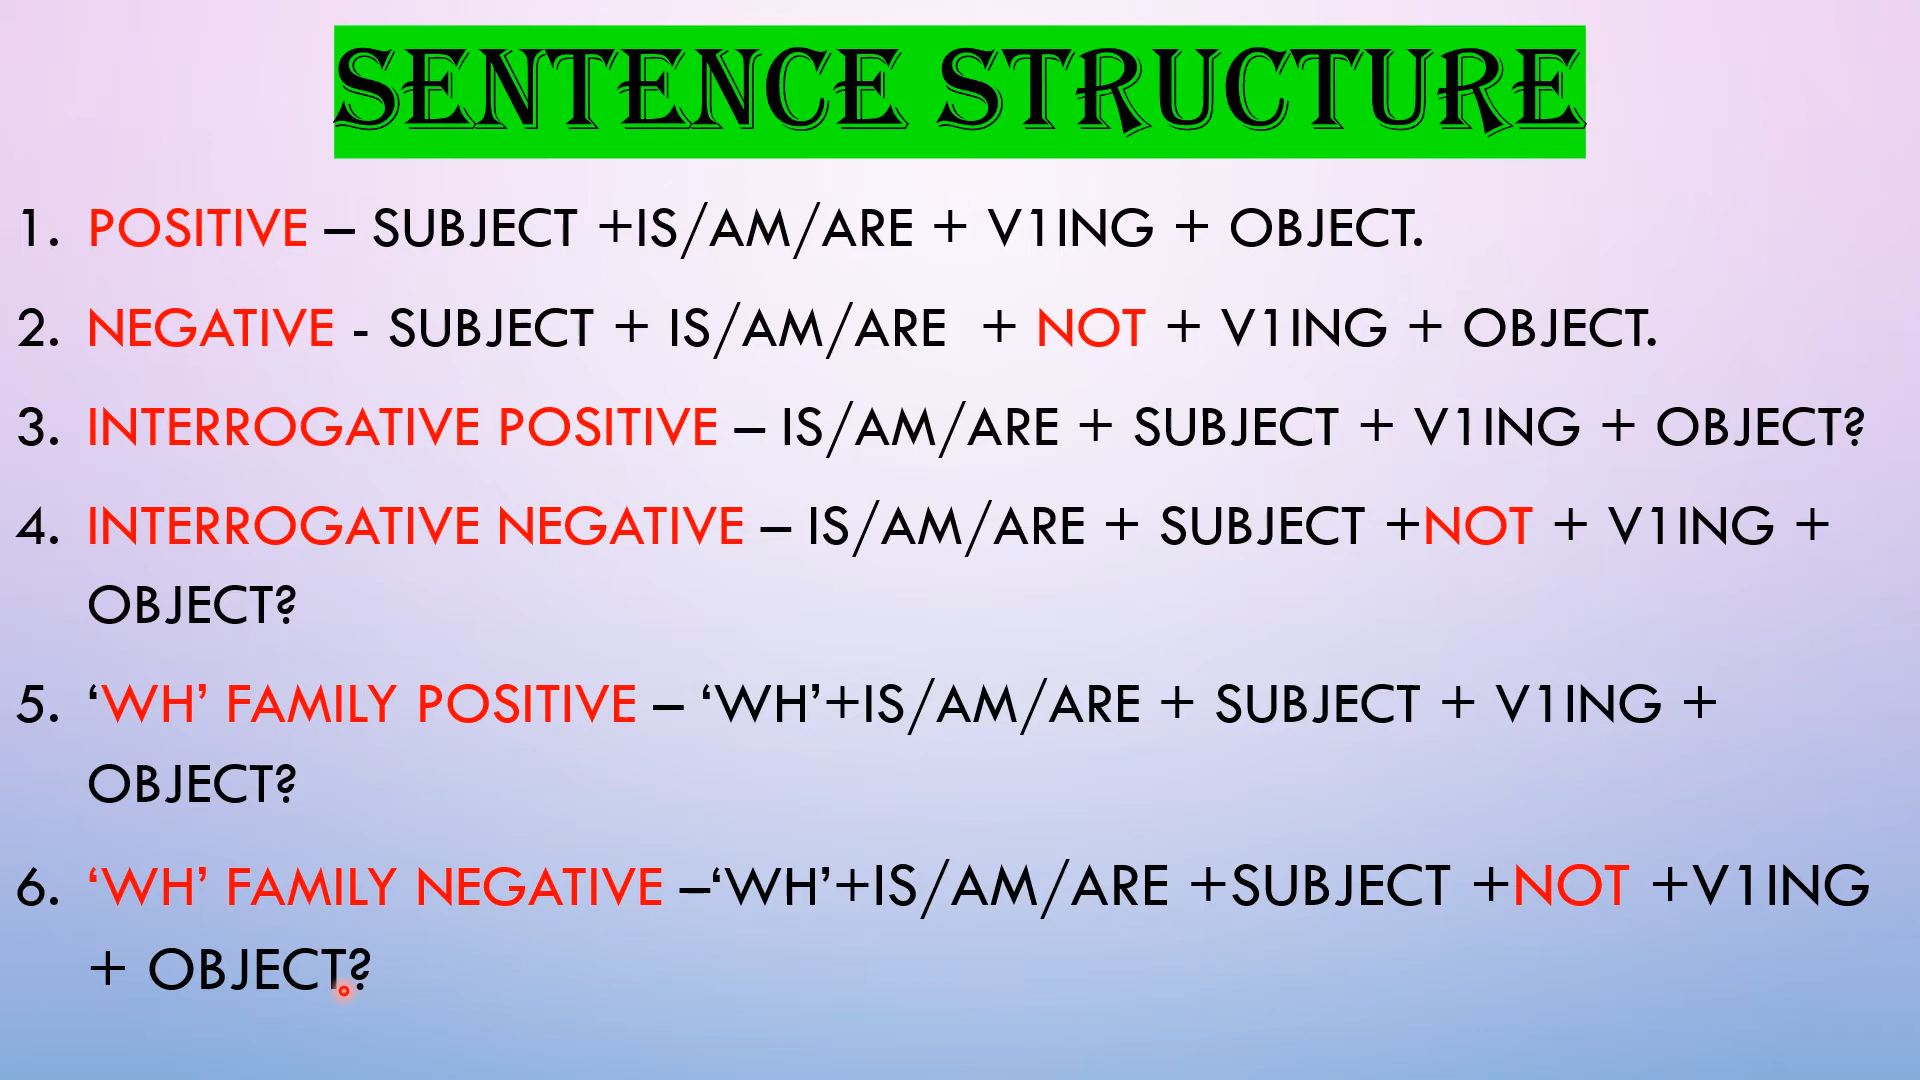 SENTENCE STRUCTURE
1. POSITIVE – SUBJECT +IS/AM/ARE + V1ING + OBJECT.
2. NEGATIVE - SUBJECT + IS/AM/ARE + NOT + V1ING + OBJECT.
3. INTERROGATIVE POSITIVE – IS/AM/ARE + SUBJECT + V1ING + OBJECT?
4. INTERROGATIVE NEGATIVE – IS/AM/ARE + SUBJECT +NOT + V1ING +
OBJECT?
5. ‘WH’ FAMILY POSITIVE – ‘WH’+IS/AM/ARE + SUBJECT + V1ING +
OBJECT?
6. ‘WH’ FAMILY NEGATIVE –‘WH’+IS/AM/ARE +SUBJECT +NOT +V1ING
+ OBJECT?